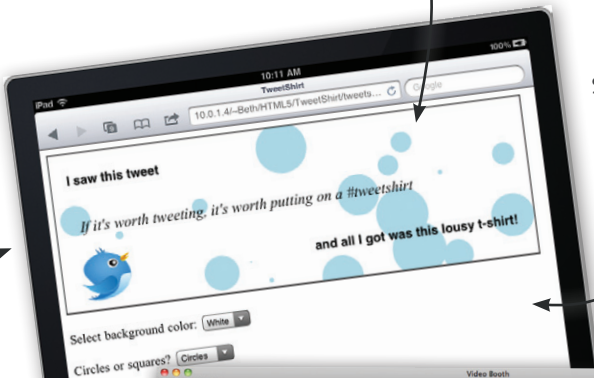 iPad
10:11 AM
100%
TweetShirt
10.0.1.4/~Beth/HTML5/TweetShirt/tweets...
Google
I saw this tweet
If it's worth tweeting, it's worth putting on a #tweetshirt
and all I got was this lousy t-shirt!
Select background color: White
Circles or squares? Circles
Video Booth